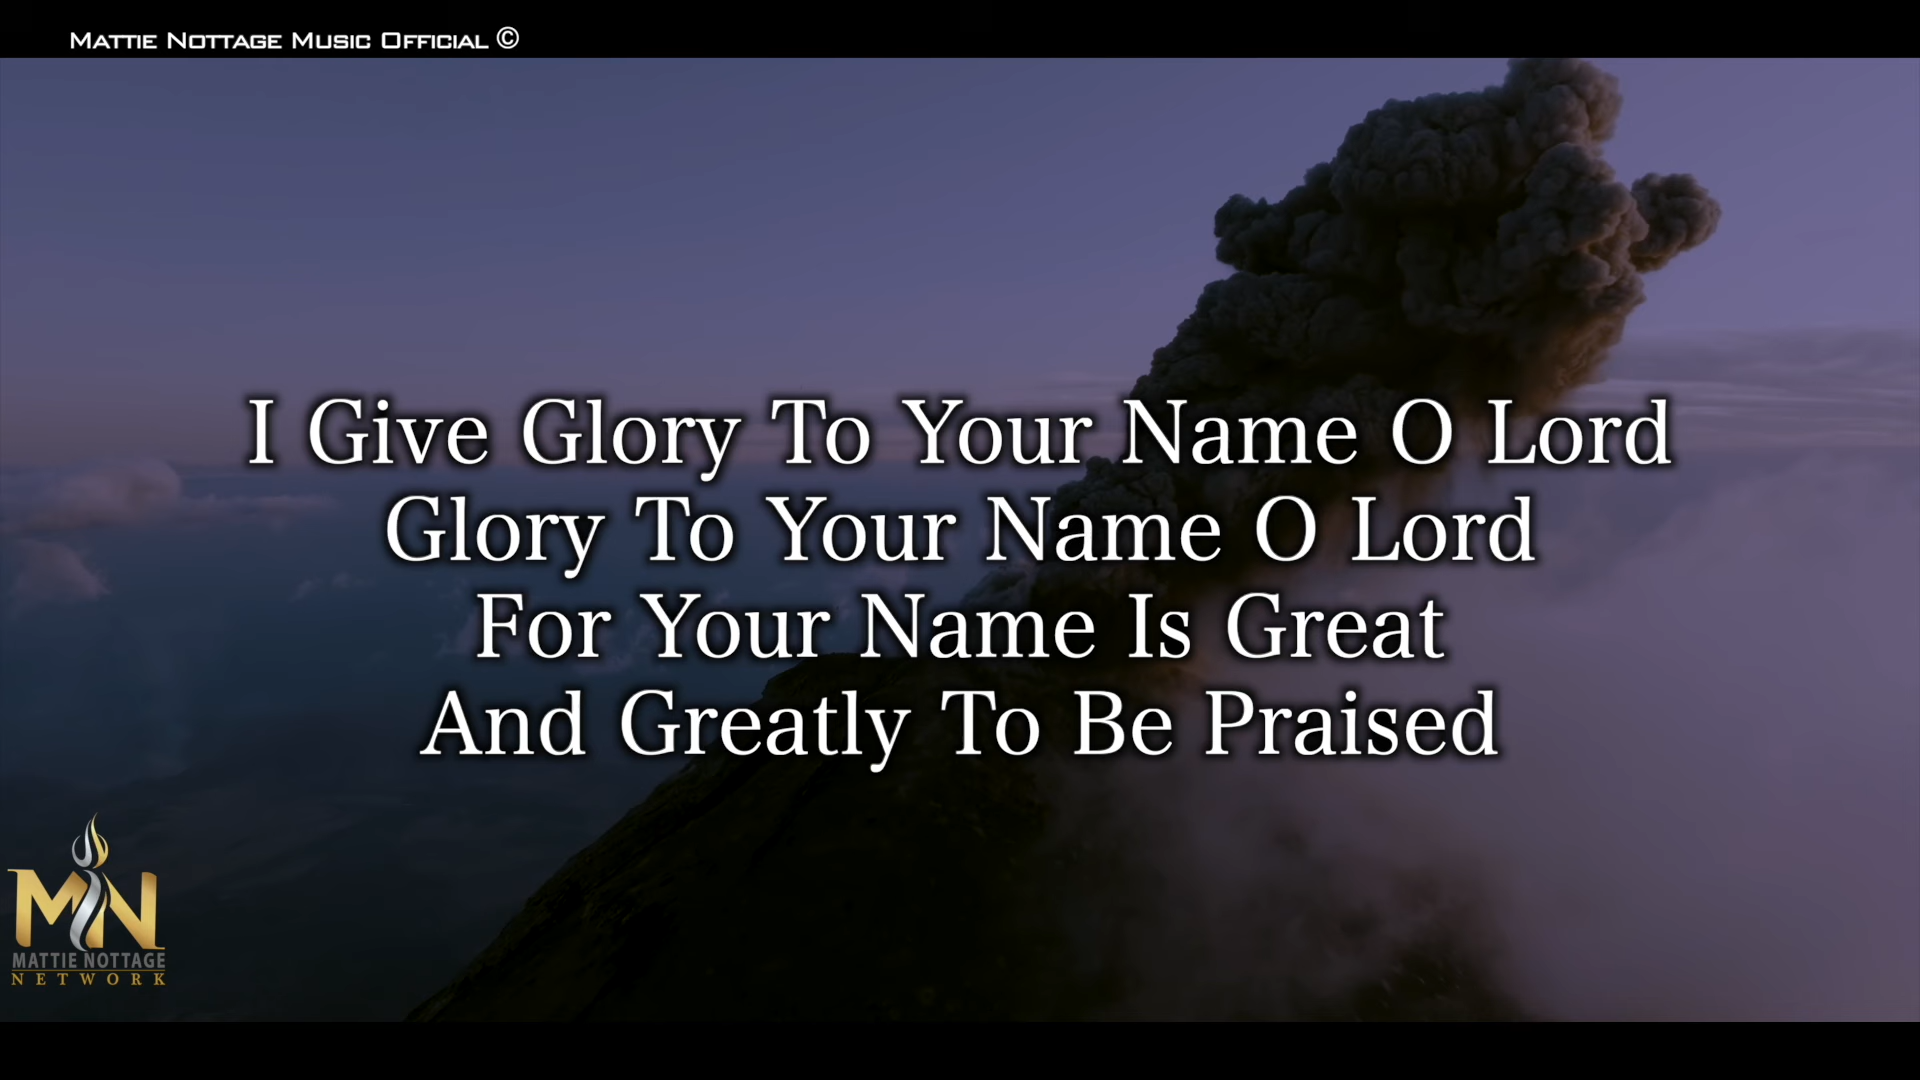 MATTIE NOTTAGE MUSIC OFFICIAL ©
I Give Glory To Your Name O Lord
Glory To Your Name O Lord
For Your Name Is Great
And Greatly To Be Praised
MN
MATTIE NOTTAGE
NETWORK